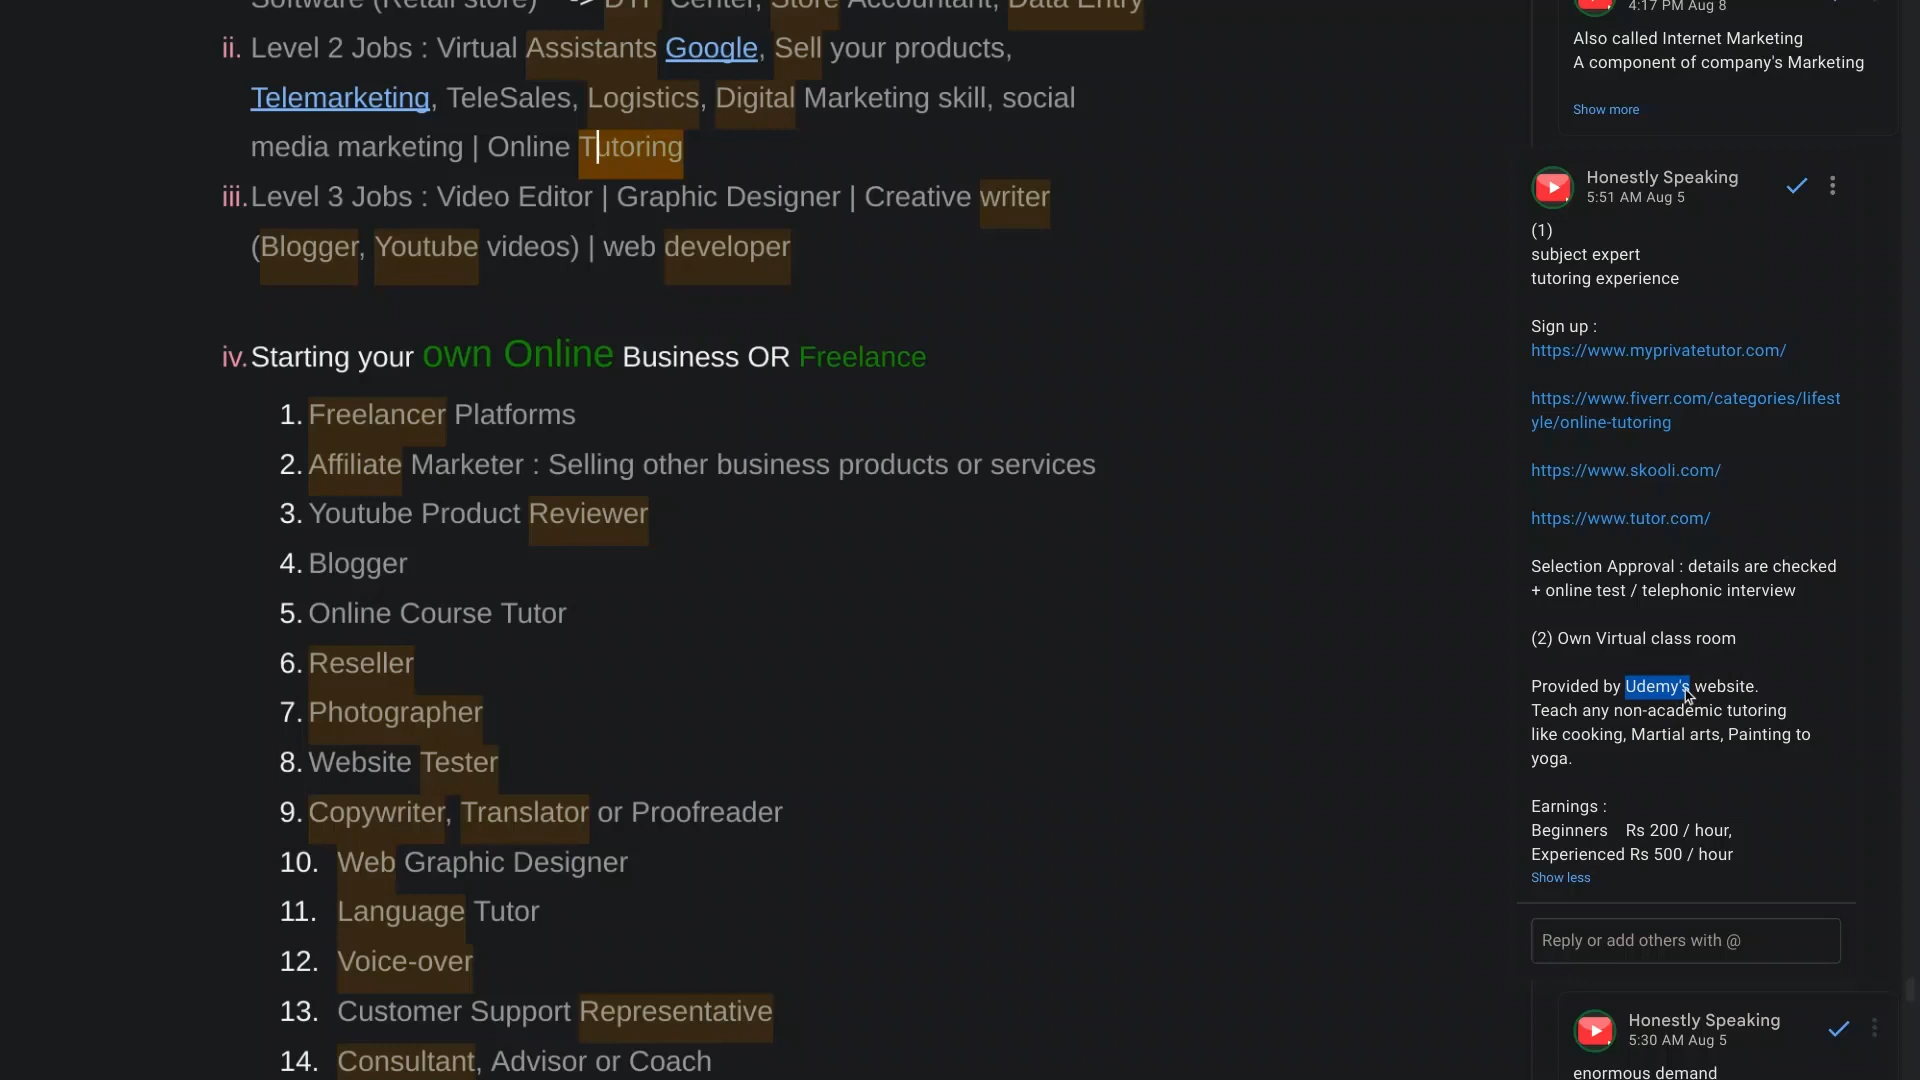 Software (Retail store) -> DTP Center, Store Accountant, Data Entry
ii. Level 2 Jobs : Virtual Assistants Google, Sell your products,
Telemarketing, TeleSales, Logistics, Digital Marketing skill, social
media marketing | Online Tutoring
iii. Level 3 Jobs : Video Editor | Graphic Designer | Creative writer
(Blogger, Youtube videos) | web developer
iv. Starting your own Online Business OR Freelance
1. Freelancer Platforms
2. Affiliate Marketer : Selling other business products or services
3. Youtube Product Reviewer
4. Blogger
5. Online Course Tutor
6. Reseller
7. Photographer
8. Website Tester
9. Copywriter, Translator or Proofreader
10. Web Graphic Designer
11. Language Tutor
12. Voice-over
13. Customer Support Representative
14. Consultant, Advisor or Coach
4:17 PM Aug 8
Also called Internet Marketing
A component of company's Marketing
Show more
Honestly Speaking
5:51 AM Aug 5
(1)
subject expert
tutoring experience
Sign up :
https://www.myprivatetutor.com/
https://www.fiverr.com/categories/lifest
yle/online-tutoring
https://www.skooli.com/
https://www.tutor.com/
Selection Approval : details are checked
+ online test / telephonic interview
(2) Own Virtual class room
Provided by Udemy's website.
Teach any non-academic tutoring
like cooking, Martial arts, Painting to
yoga.
Earnings :
Beginners Rs 200 / hour,
Experienced Rs 500 / hour
Show less
Reply or add others with @
Honestly Speaking
5:30 AM Aug 5
enormous demand